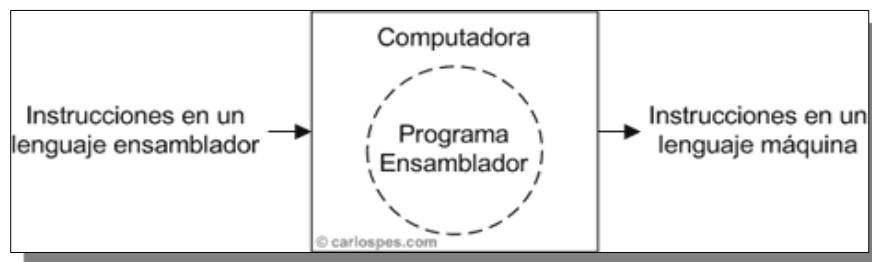 Computadora
Instrucciones en un
lenguaje ensamblador
Programa
Ensamblador
Instrucciones en un
lenguaje máquina
© carlospes.com